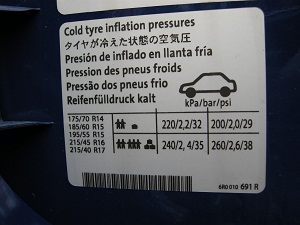 Cold tyre inflation pressures
タイヤが冷えた状態の空気圧
Presión de inflado en llanta fría
Pression des pneus froids
Pressão dos pneus frio
Reifenfülldruck kalt
kPa/bar/psi
175/70 R14
185/60 R15
195/55 R15
215/45 R16
215/40 R17
220/2,2/32 200/2,0/29
240/2,4/35 260/2,6/38
6R0 010 691 R